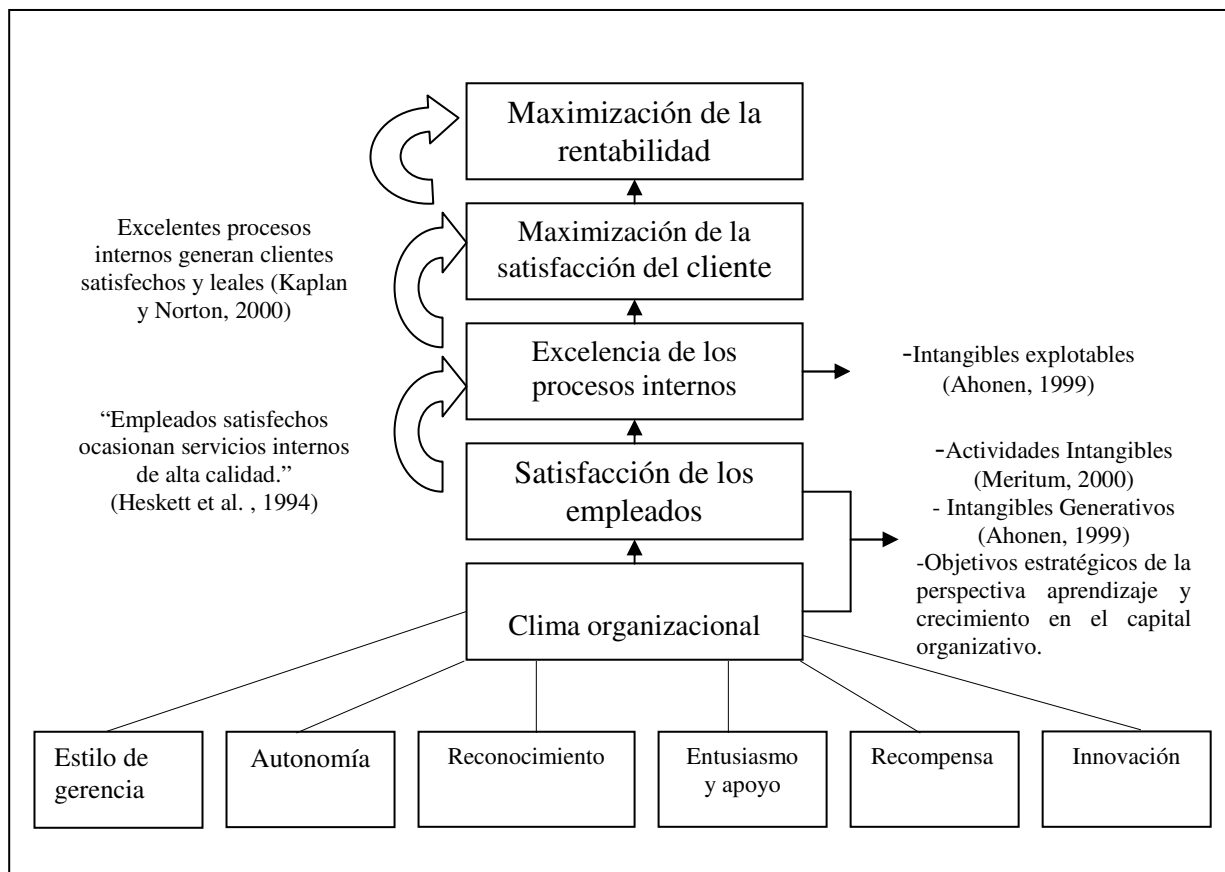 Maximización de la
rentabilidad
Excelentes procesos
internos generan clientes
satisfechos y leales (Kaplan
y Norton, 2000)
Maximización de la
satisfacción del cliente
Excelencia de los
procesos internos
-Intangibles explotables
(Ahonen, 1999)
“Empleados satisfechos
ocasionan servicios internos
de alta calidad.”
(Heskett et al. , 1994)
Satisfacción de los
empleados
-Actividades Intangibles
(Meritum, 2000)
- Intangibles Generativos
(Ahonen, 1999)
-Objetivos estratégicos de la
perspectiva aprendizaje y
crecimiento en el capital
organizativo.
Clima organizacional
Estilo de
gerencia
Autonomía
Reconocimiento
Entusiasmo
y apoyo
Recompensa
Innovación